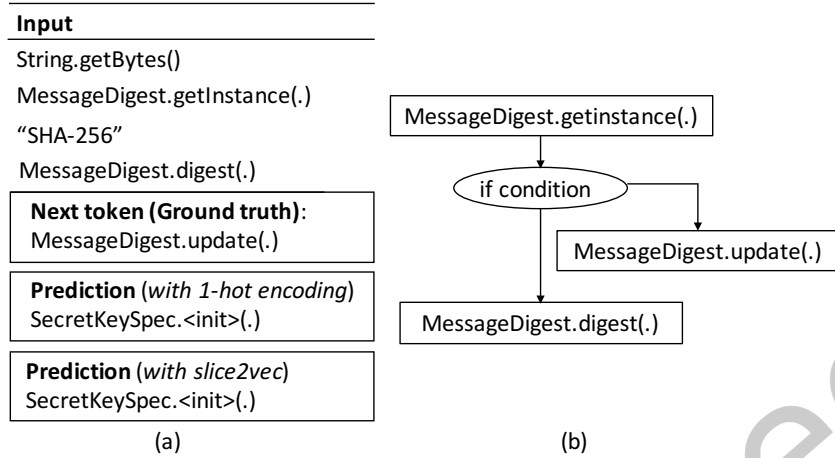 Input
String.getBytes()
MessageDigest.getInstance(.)
“SHA-256”
MessageDigest.digest(.)
Next token (Ground truth):
MessageDigest.update(.)
Prediction (with 1-hot encoding)
SecretKeySpec.<init>(.)
Prediction (with slice2vec)
SecretKeySpec.<init>(.)
(a)
MessageDigest.getinstance(.)
if condition
MessageDigest.update(.)
MessageDigest.digest(.)
(b)